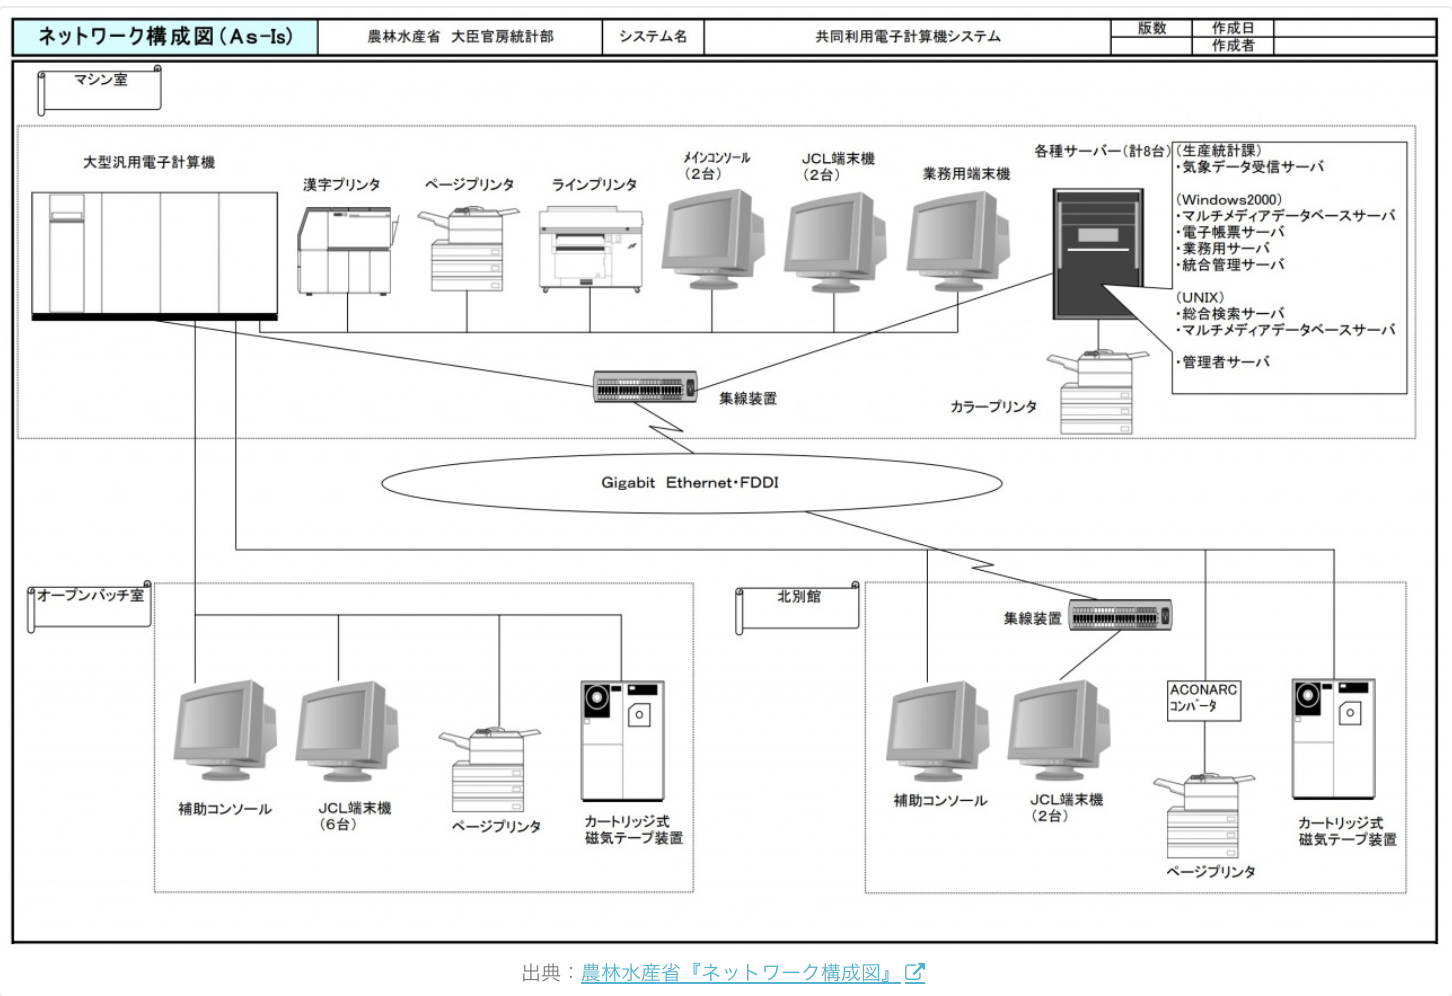 ネットワーク構成図(As-Is)
農林水産省 大臣官房統計部
システム名
共同利用電子計算機システム
版数
作成日
作成者
マシン室
大型汎用電子計算機
漢字プリンタ
ページプリンタ
ラインプリンタ
メインコンソール
(2台)
JCL端末機
(2台)
業務用端末機
各種サーバー(計8台)
(生産統計課)
・気象データ受信サーバ
(Windows2000)
・マルチメディアデータベースサーバ
・電子帳票サーバ
・業務用サーバ
・統合管理サーバ
(UNIX)
・総合検索サーバ
・マルチメディアデータベースサーバ
・管理者サーバ
集線装置
カラープリンタ
Gigabit Ethernet・FDDI
オープンバッチ室
補助コンソール
JCL端末機
(6台)
ページプリンタ
カートリッジ式
磁気テープ装置
北別館
集線装置
補助コンソール
JCL端末機
(2台)
ACONARC
コンバータ
ページプリンタ
カートリッジ式
磁気テープ装置
出典：農林水産省『ネットワーク構成図』